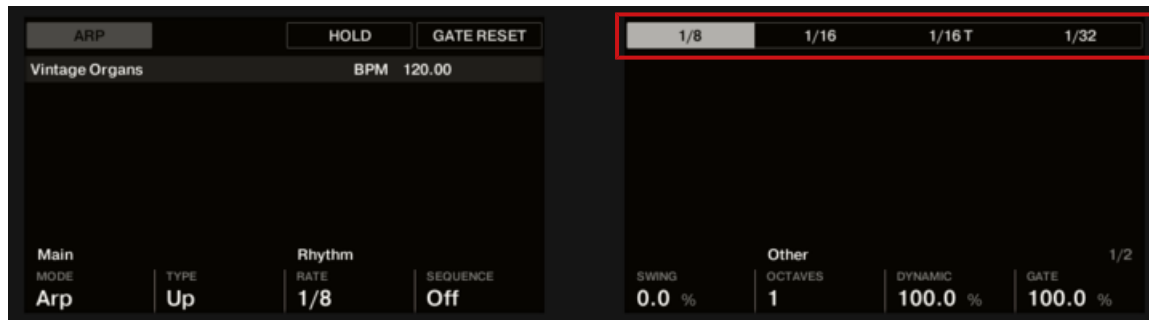 ARP HOLD GATE RESET
Vintage Organs BPM 120.00
Main Rhythm
MODE TYPE RATE SEQUENCE
Arp Up 1/8 Off
1/8 1/16 1/16 T 1/32
Other 1/2
SWING OCTAVES DYNAMIC GATE
0.0 % 1 100.0 % 100.0 %